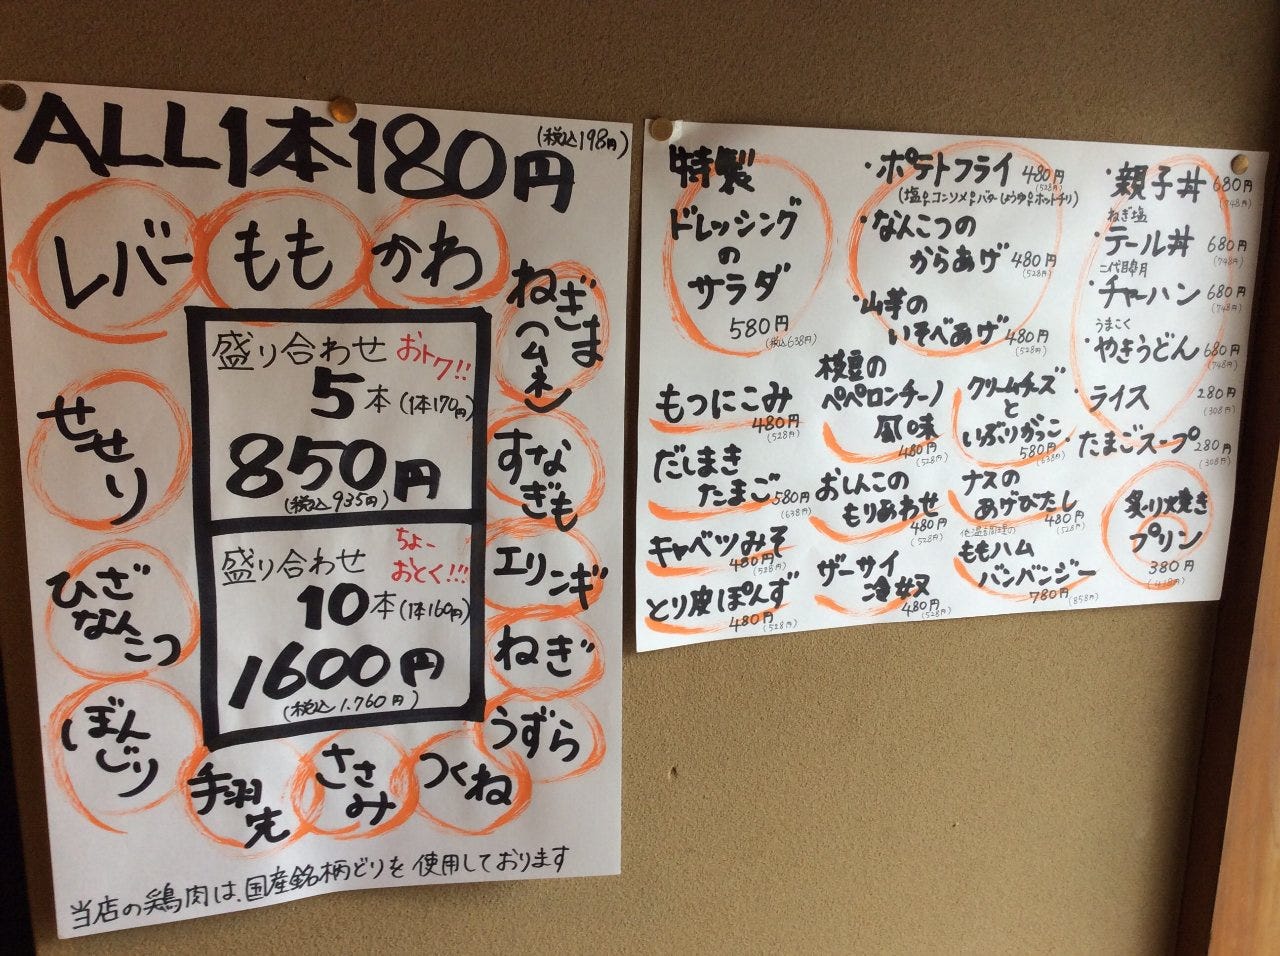 ALL1本180円
(税込198円)
レバー
もも
かわ
ねぎま
(ムネ)
盛り合わせ
おトク!!
5本(1本170円)
850円
(税込935円)
盛り合わせ
ちょー
おとく!!!
10本(1本160円)
1600円
(税込1.760円)
せせり
ひざ
なんこつ
ぼん
じり
手羽
先
ささ
み
つく
ね
うずら
ねぎ
エリンギ
すな
ぎも
当店の鶏肉は、国産銘柄どりを使用しております
特製
ドレッシング
の
サラダ
580円
(税込638円)
・ポテトフライ 480円
(528円)
・なんこつの
からあげ 480円
(528円)
・山芋の
いそべあげ 480円
(528円)
・親子丼 680円
(748円)
ねぎ塩
・テール丼 680円
(748円)
・チャーハン 680円
(748円)
うまこく
・やきうどん 680円
(748円)
・ライス 280円
(308円)
・たまごスープ 280円
(308円)
もつにこみ
480円
(528円)
だしまき
たまご 580円
(638円)
キャベツみそ
480円
(528円)
とり皮ぽんず
480円
(528円)
枝豆の
ペペロンチーノ
風味
480円
(528円)
おしんこの
もりあわせ
480円
(528円)
ザーサイ
冷奴
480円
(528円)
クリームチーズ
と
いぶりがっこ
580円
(638円)
ナスの
あげびたし
480円
(528円)
低温調理の
ももハム
バンバンジー
780円
(858円)
炙り焼き
プリン
380円
(418円)